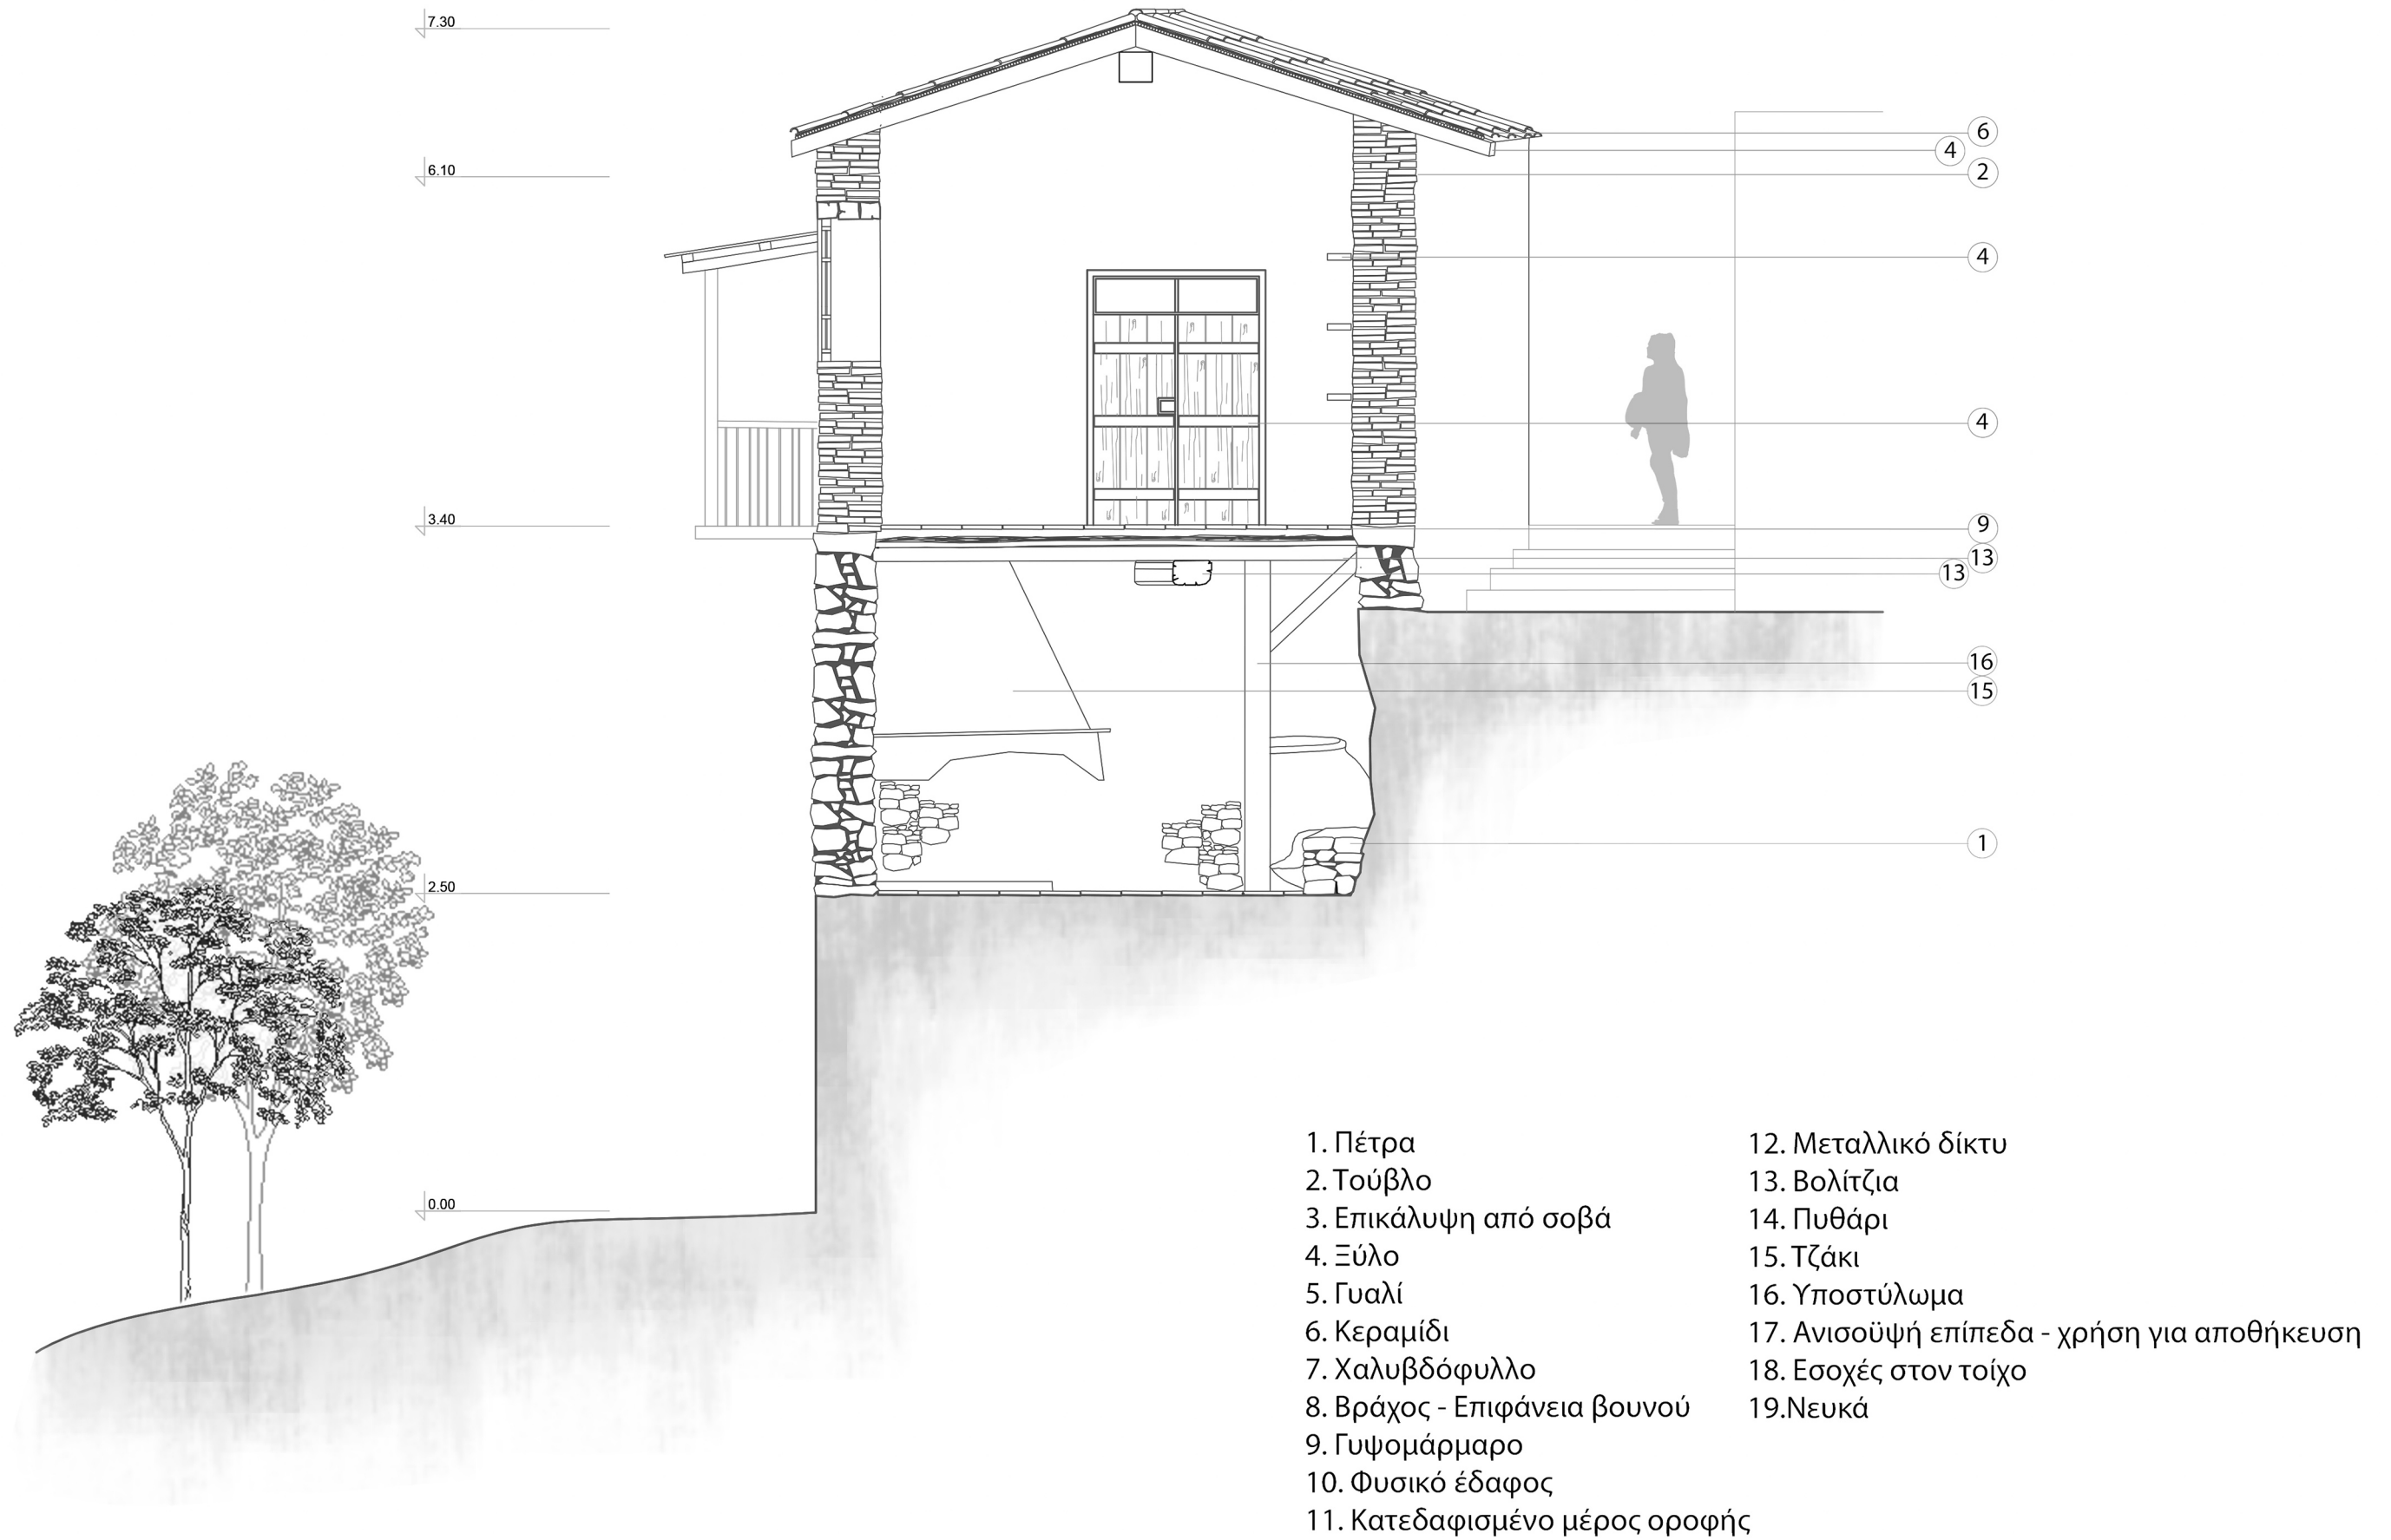 7.30
6.10
3.40
2.50
0.00
6
4
2
4
4
9
13
13
16
15
1
1. Πέτρα
2. Τούβλο
3. Επικάλυψη από σοβά
4. Ξύλο
5. Γυαλί
6. Κεραμίδι
7. Χαλυβδόφυλλο
8. Βράχος - Επιφάνεια βουνού
9. Γυψομάρμαρο
10. Φυσικό έδαφος
11. Κατεδαφισμένο μέρος οροφής
12. Μεταλλικό δίκτυ
13. Βολίτζια
14. Πυθάρι
15. Τζάκι
16. Υποστύλωμα
17. Ανισοϋψή επίπεδα - χρήση για αποθήκευση
18. Εσοχές στον τοίχο
19.Νευκά